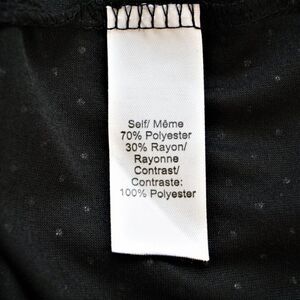 Self/ Même
70% Polyester
30% Rayon/
Rayonne
Contrast/
Contraste:
100% Polyester